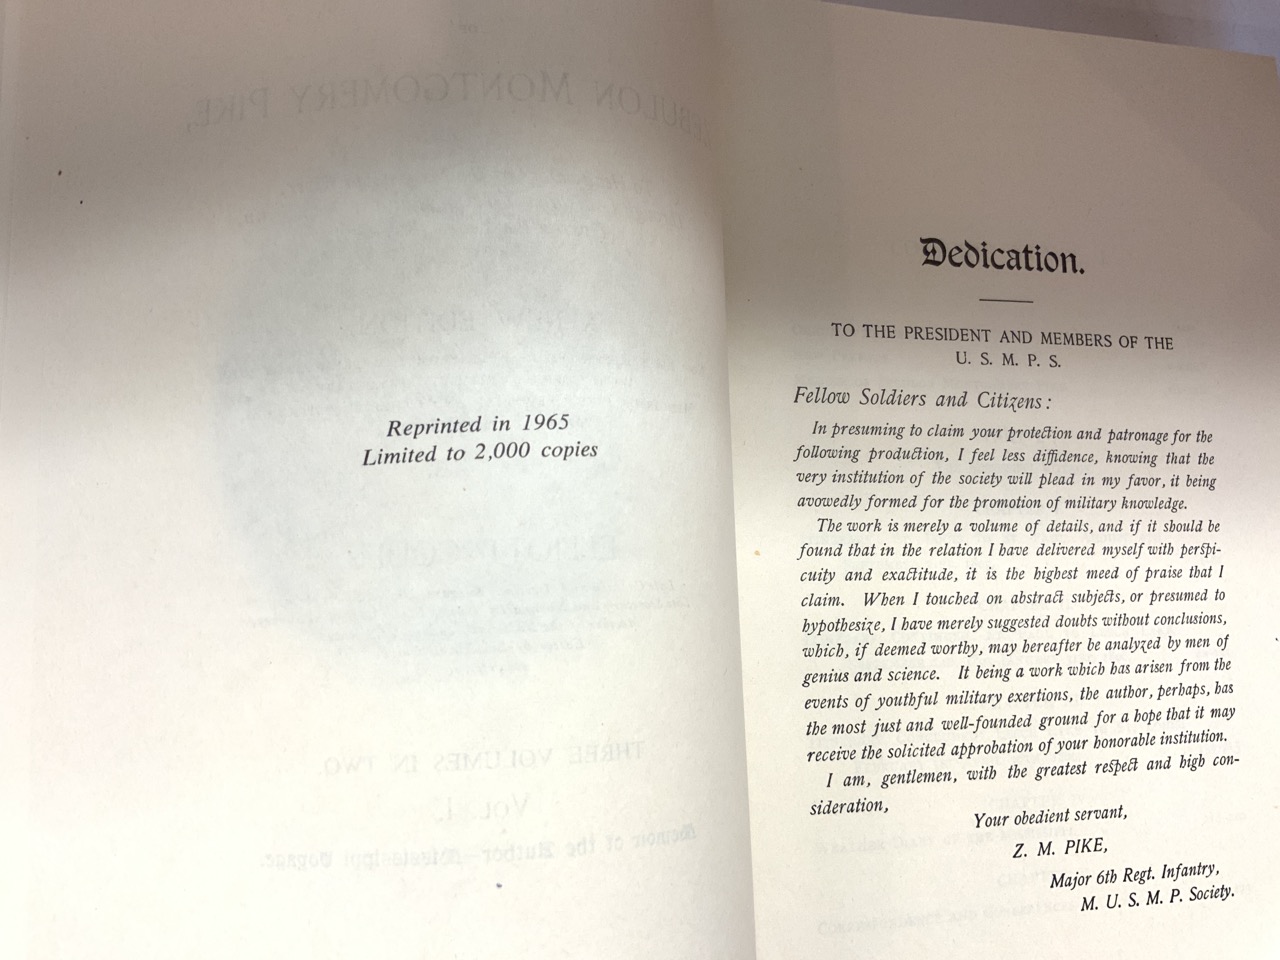 Reprinted in 1965
Limited to 2,000 copies
Dedication.
TO THE PRESIDENT AND MEMBERS OF THE
U. S. M. P. S.
Fellow Soldiers and Citizens:
In presuming to claim your protection and patronage for the
following production, I feel less diffidence, knowing that the
very institution of the society will plead in my favor, it being
avowedly formed for the promotion of military knowledge.
The work is merely a volume of details, and if it should be
found that in the relation I have delivered myself with perspi-
cuity and exactitude, it is the highest meed of praise that I
claim. When I touched on abstract subjects, or presumed to
hypothesize, I have merely suggested doubts without conclusions,
which, if deemed worthy, may hereafter be analyzed by men of
genius and science. It being a work which has arisen from the
events of youthful military exertions, the author, perhaps, has
the most just and well-founded ground for a hope that it may
receive the solicited approbation of your honorable institution.
I am, gentlemen, with the greatest respect and high con-
sideration,
Your obedient servant,
Z. M. PIKE,
Major 6th Regt. Infantry,
M. U. S. M. P. Society.